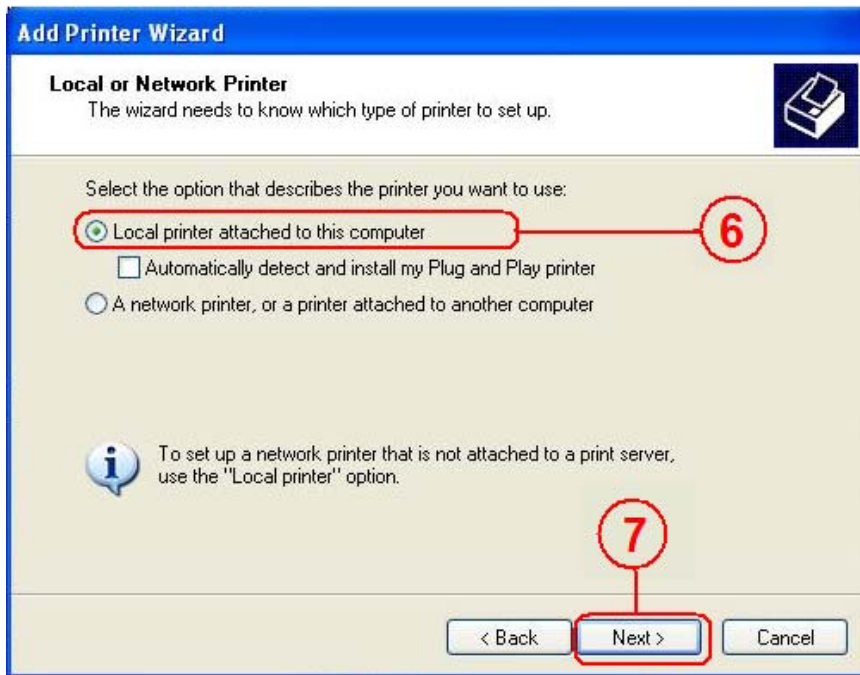 Add Printer Wizard
Local or Network Printer
The wizard needs to know which type of printer to set up.
Select the option that describes the printer you want to use:
Local printer attached to this computer
6
Automatically detect and install my Plug and Play printer
A network printer, or a printer attached to another computer
To set up a network printer that is not attached to a print server,
use the "Local printer" option.
7
< Back Next > Cancel